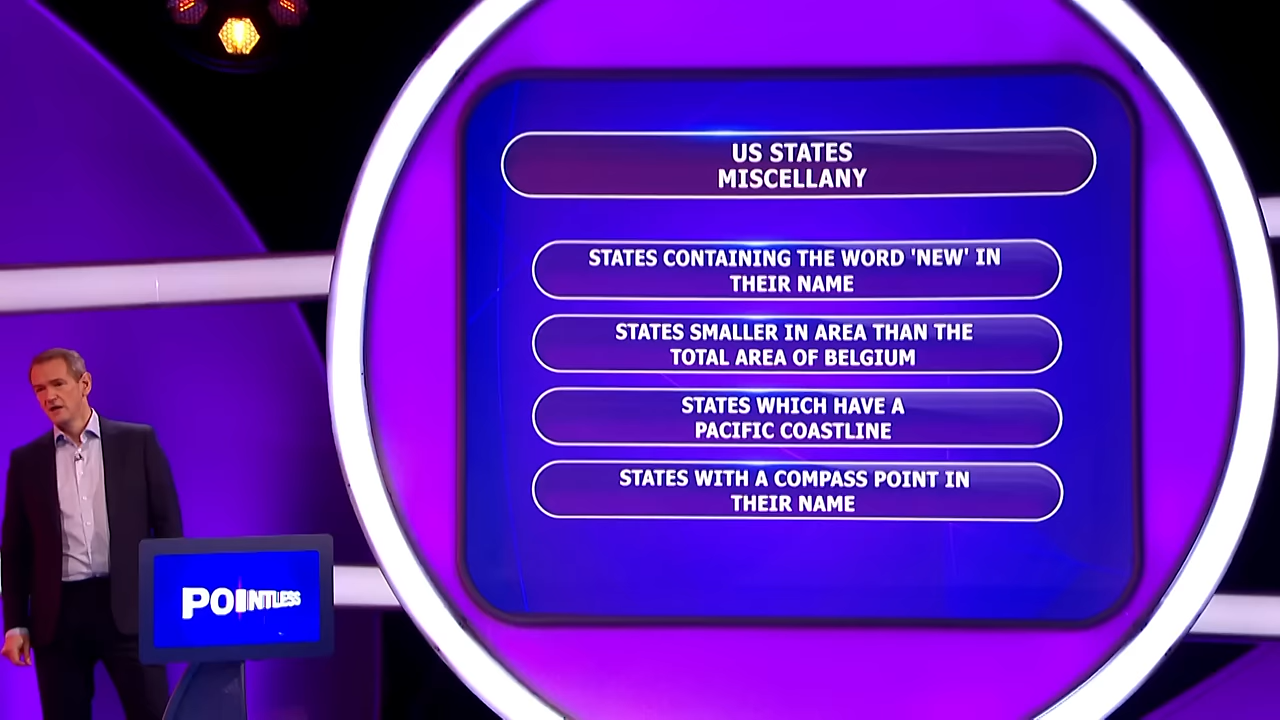 US STATES
MISCELLANY
STATES CONTAINING THE WORD 'NEW' IN
THEIR NAME
STATES SMALLER IN AREA THAN THE
TOTAL AREA OF BELGIUM
STATES WHICH HAVE A
PACIFIC COASTLINE
STATES WITH A COMPASS POINT IN
THEIR NAME
POINTLESS